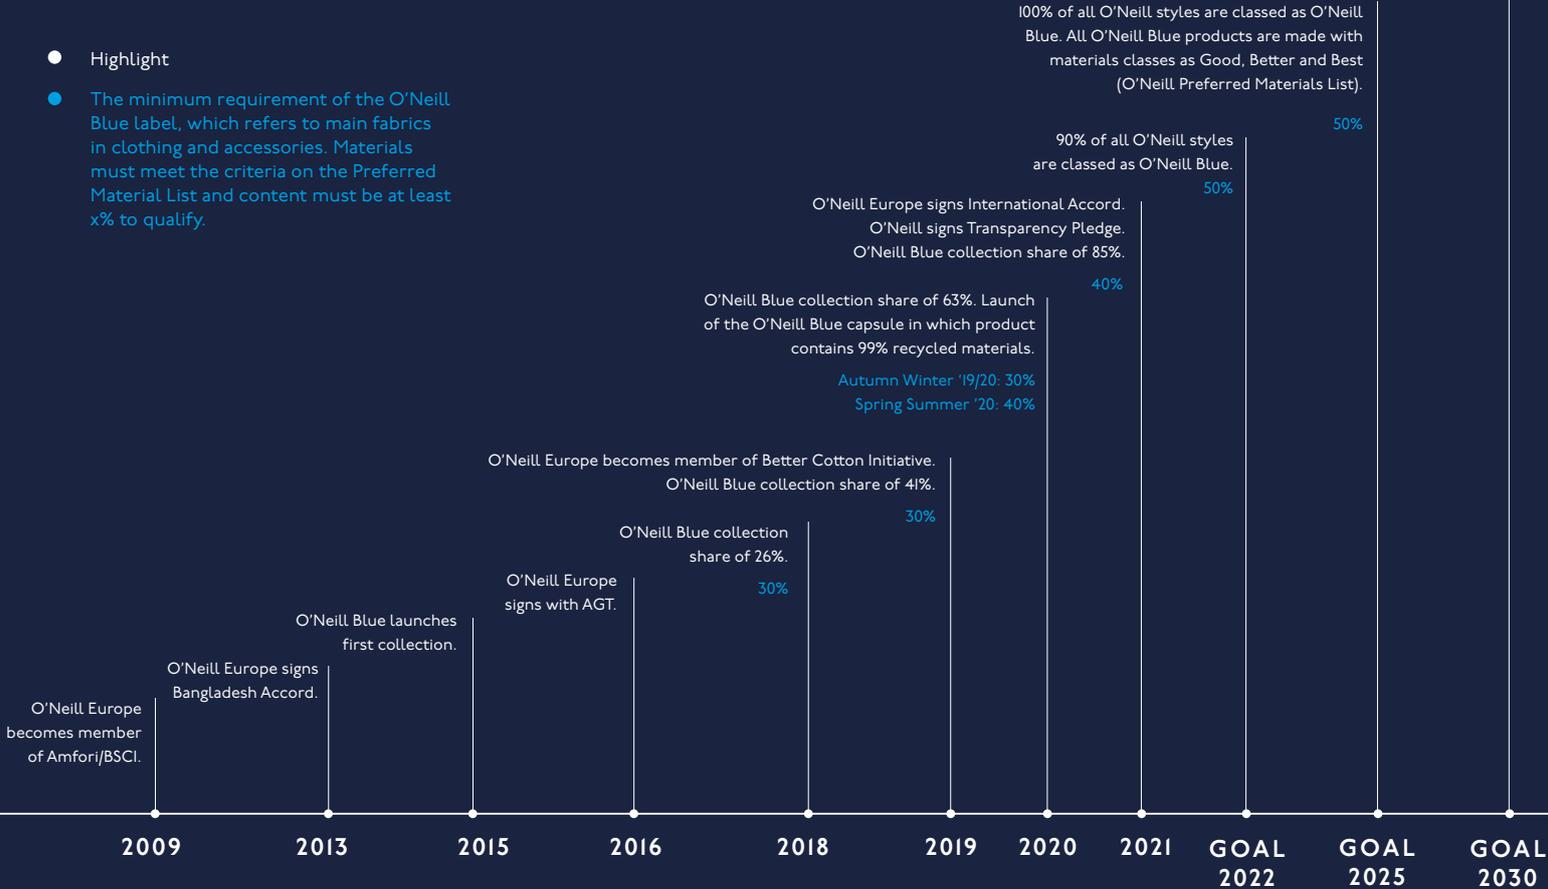 Highlight
The minimum requirement of the O'Neill
Blue label, which refers to main fabrics
in clothing and accessories. Materials
must meet the criteria on the Preferred
Material List and content must be at least
x% to qualify.
100% of all O'Neill styles are classed as O'Neill
Blue. All O'Neill Blue products are made with
materials classes as Good, Better and Best
(O'Neill Preferred Materials List).
50%
90% of all O'Neill styles
are classed as O'Neill Blue.
50%
O'Neill Europe signs International Accord.
O'Neill signs Transparency Pledge.
O'Neill Blue collection share of 85%.
40%
O'Neill Blue collection share of 63%. Launch
of the O'Neill Blue capsule in which product
contains 99% recycled materials.
Autumn Winter '19/20: 30%
Spring Summer '20: 40%
O'Neill Europe becomes member of Better Cotton Initiative.
O'Neill Blue collection share of 41%.
30%
O'Neill Blue collection
share of 26%.
30%
O'Neill Europe
signs with AGT.
O'Neill Blue launches
first collection.
O'Neill Europe signs
Bangladesh Accord.
O'Neill Europe
becomes member
of Amfori/BSCI.
2009
2013
2015
2016
2018
2019
2020
2021
GOAL
2022
GOAL
2025
GOAL
2030